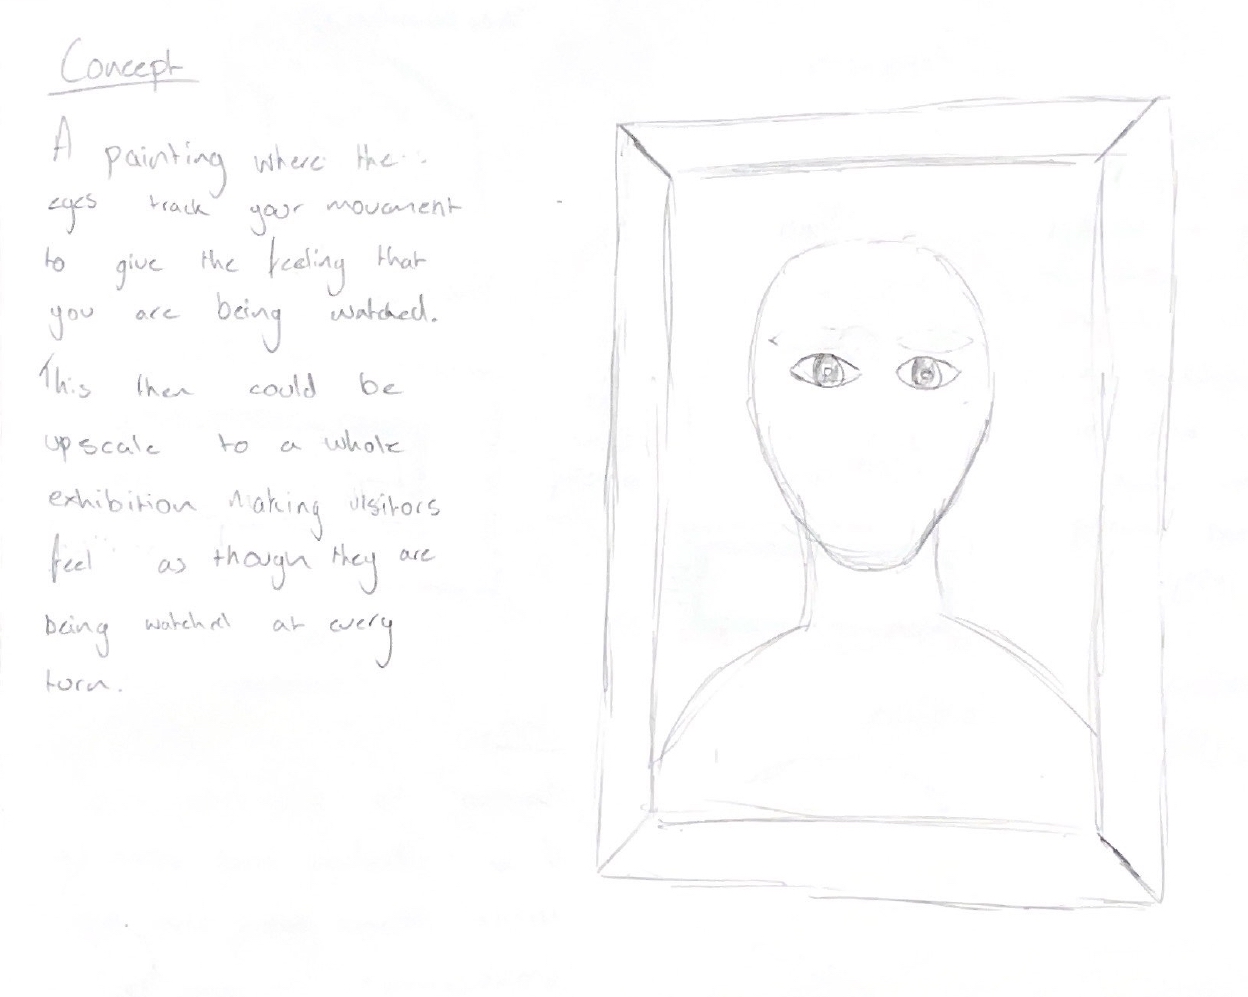 Concept
A painting where the
eyes track your movement
to give the feeling that
you are being watched.
This then could be
upscale to a whole
exhibition making visitors
feel as though they are
being watched at every
turn.